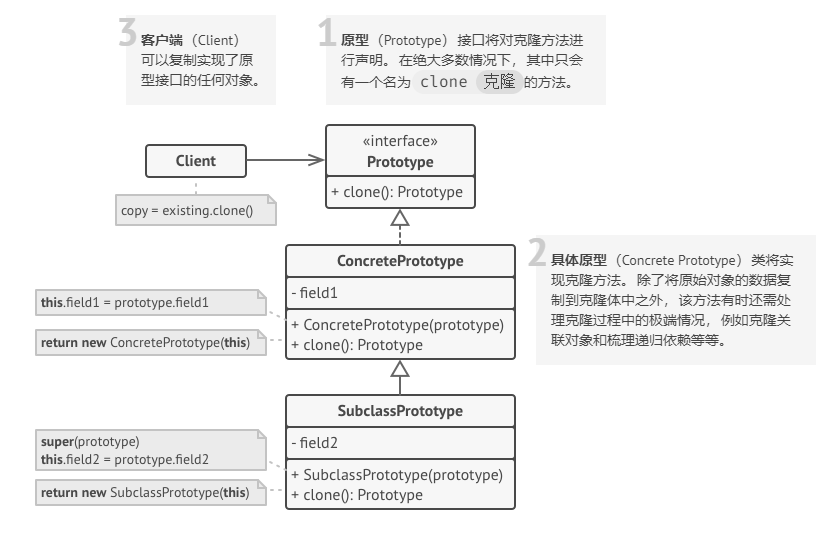 3
客户端（Client）
可以复制实现了原
型接口的任何对象。
1
原型（Prototype）接口将对克隆方法进
行声明。在绝大多数情况下，其中只会
有一个名为 clone 克隆 的方法。
«interface»
Prototype
+ clone(): Prototype
Client
copy = existing.clone()
2
具体原型（Concrete Prototype）类将实
现克隆方法。除了将原始对象的数据复
制到克隆体中之外，该方法有时还需处
理克隆过程中的极端情况，例如克隆关
联对象和梳理递归依赖等等。
ConcretePrototype
- field1
+ ConcretePrototype(prototype)
+ clone(): Prototype
this.field1 = prototype.field1
return new ConcretePrototype(this)
SubclassPrototype
- field2
+ SubclassPrototype(prototype)
+ clone(): Prototype
super(prototype)
this.field2 = prototype.field2
return new SubclassPrototype(this)